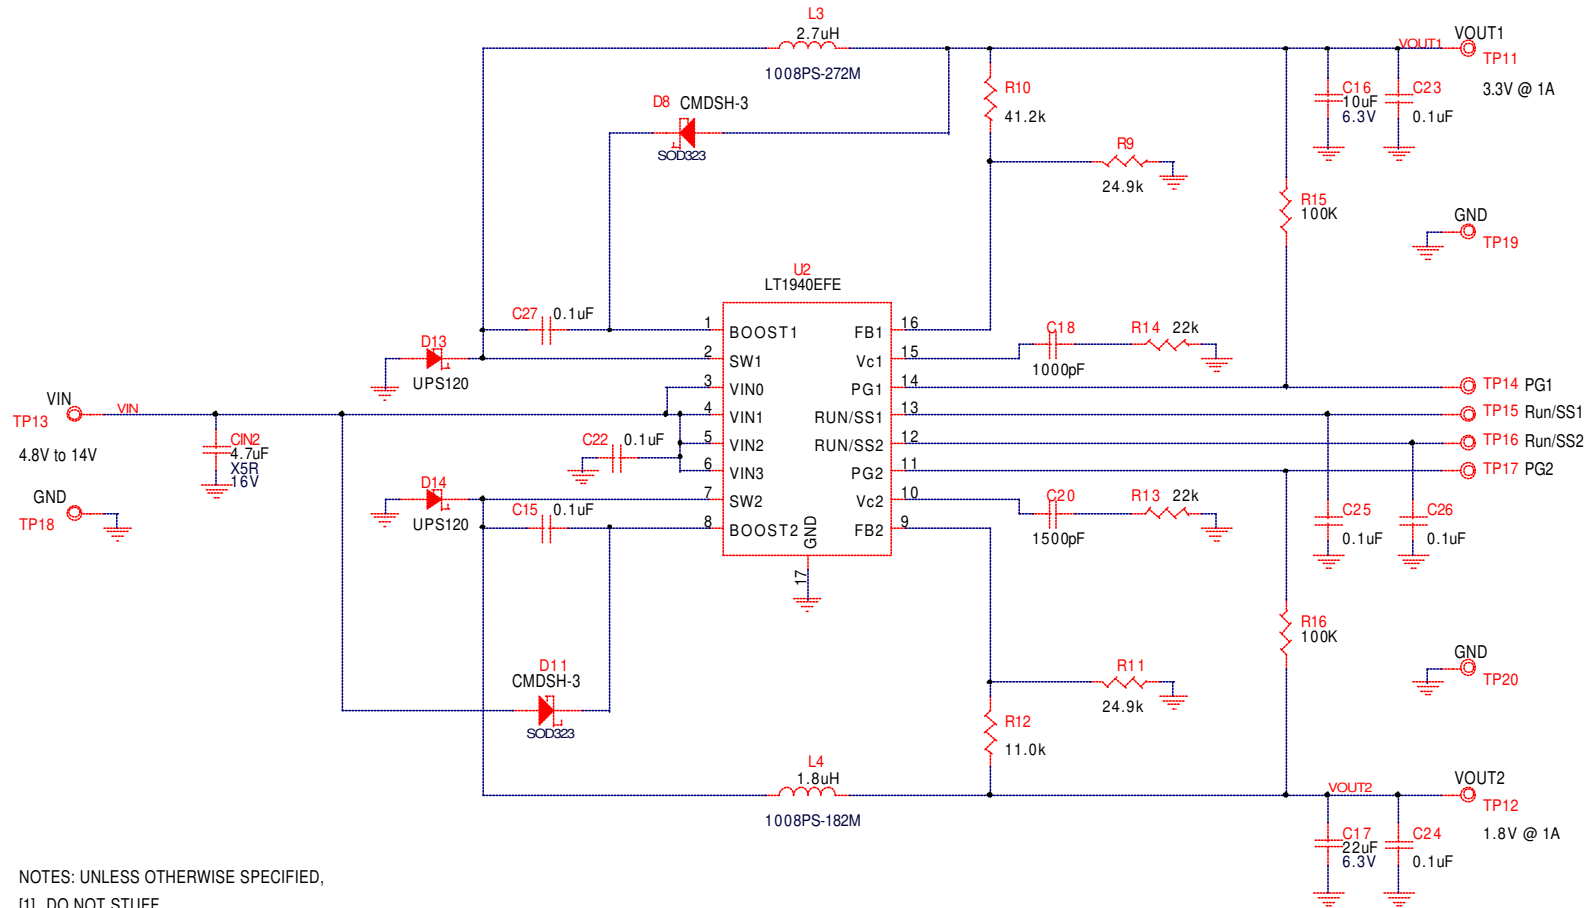 L3
2.7uH
1008PS-272M
VOUT1
VOUT1
TP11
3.3V @ 1A
D8 CMDSH-3
SOD323
R10
41.2k
C16
10uF
6.3V
C23
0.1uF
R9
24.9k
R15
100K
GND
TP19
U2
LT1940EFE
C27 0.1uF
1 BOOST1
2 SW1
3 VIN0
4 VIN1
5 VIN2
6 VIN3
7 SW2
8 BOOST2
GND
17
FB1 16
Vc1 15
PG1 14
RUN/SS1 13
RUN/SS2 12
PG2 11
Vc2 10
FB2 9
D13
UPS120
C18
1000pF
R14 22k
TP14 PG1
TP15 Run/SS1
TP16 Run/SS2
TP17 PG2
VIN
VIN
TP13
4.8V to 14V
CIN2
4.7uF
X5R
16V
C22 0.1uF
GND
TP18
D14
UPS120
C15 0.1uF
C20
1500pF
R13 22k
C25
0.1uF
C26
0.1uF
D11
CMDSH-3
SOD323
R16
100K
GND
TP20
R11
24.9k
R12
11.0k
L4
1.8uH
1008PS-182M
VOUT2
VOUT2
TP12
1.8V @ 1A
C17
22uF
6.3V
C24
0.1uF
NOTES: UNLESS OTHERWISE SPECIFIED,
[1] DO NOT STUFF